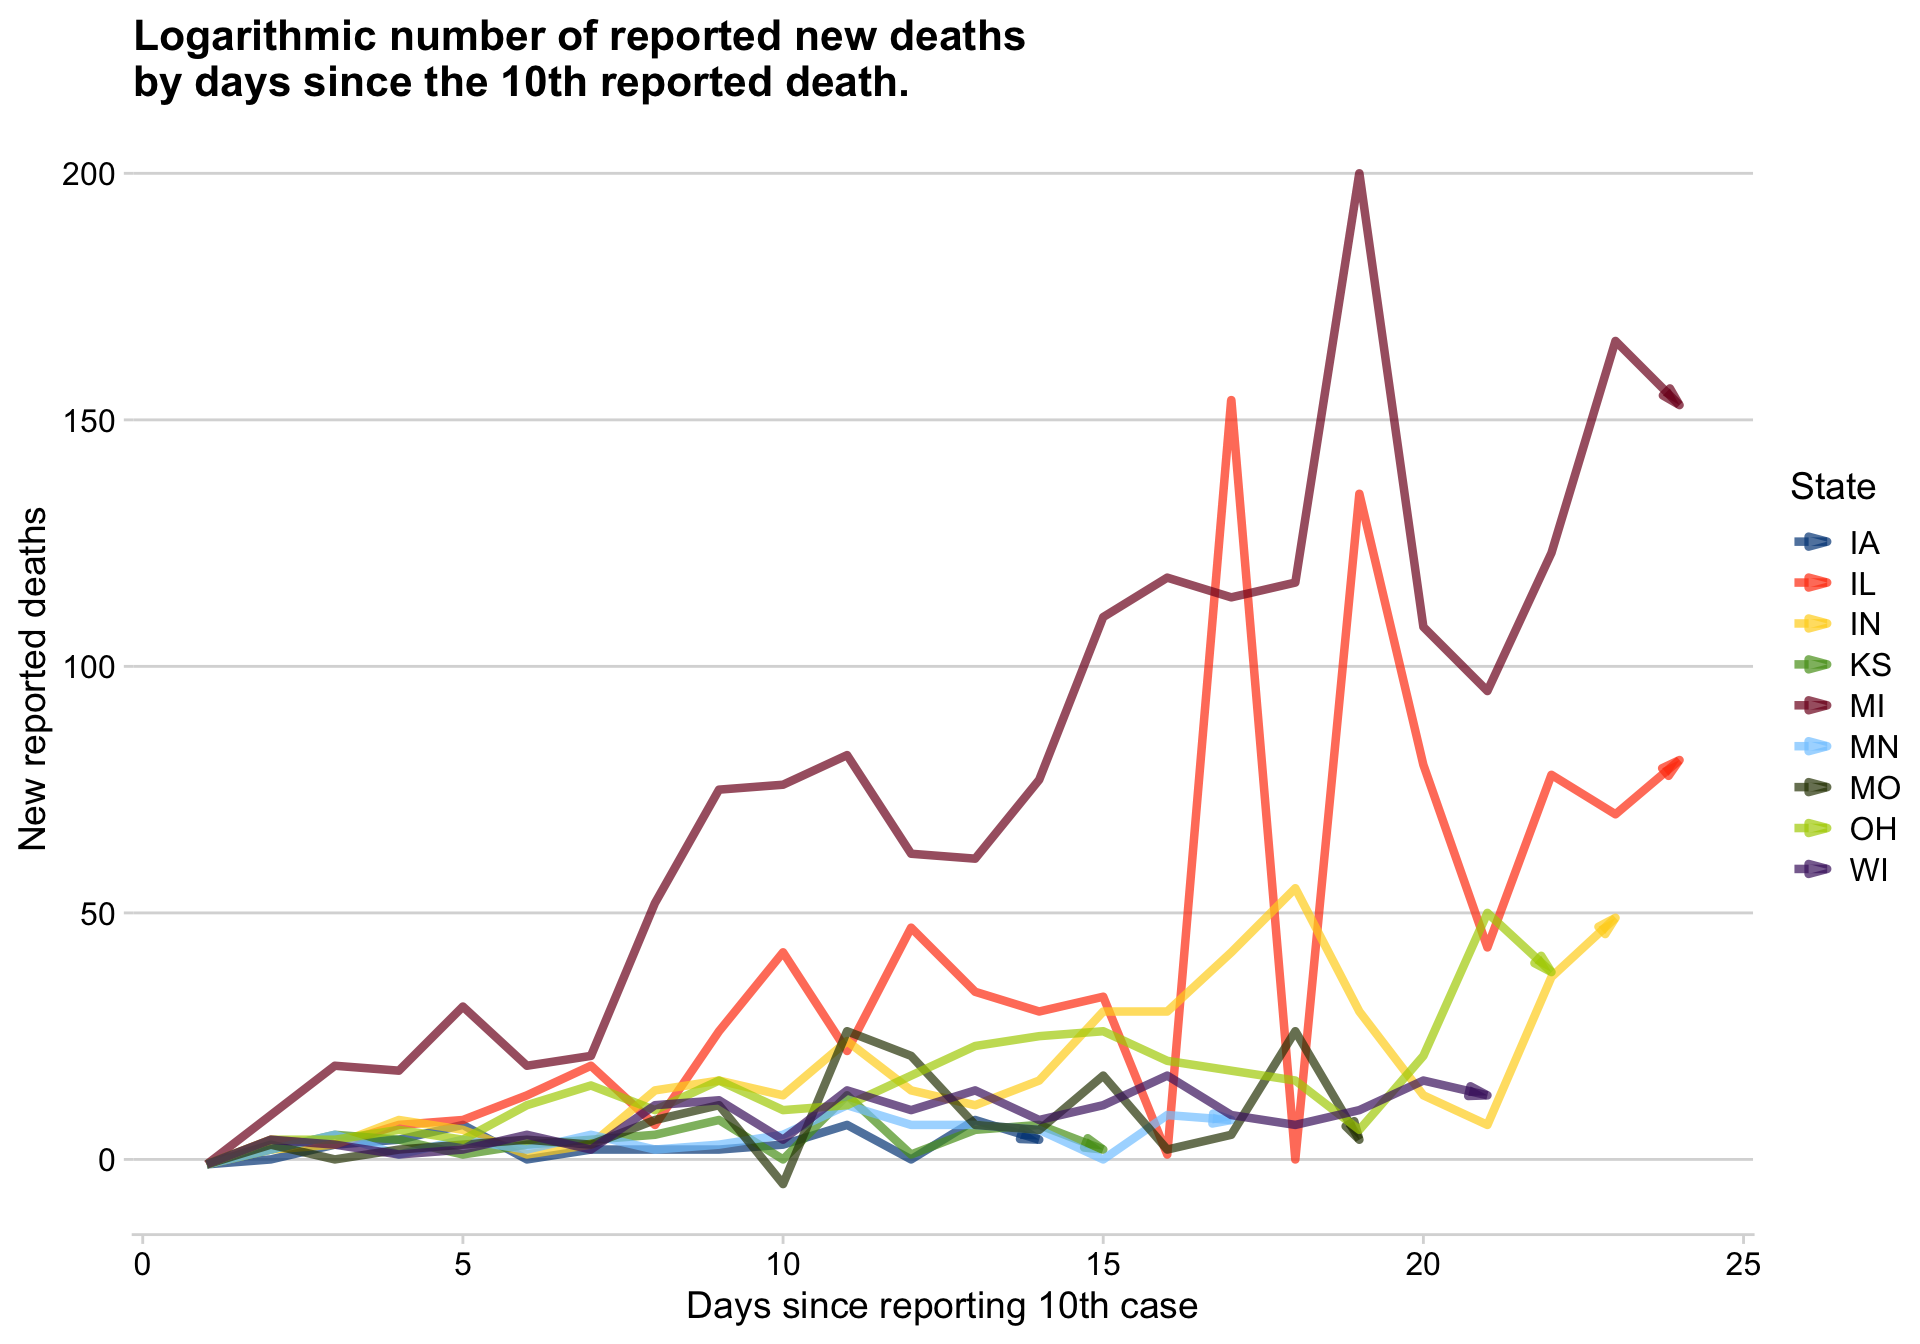 Logarithmic number of reported new deaths
by days since the 10th reported death.
200
150
100
50
0
New reported deaths
0 5 10 15 20 25
Days since reporting 10th case
State
IA
IL
IN
KS
MI
MN
MO
OH
WI